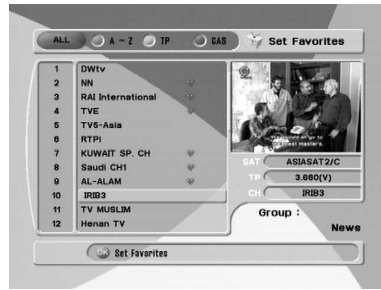 ALL A ~ Z TP CAS Set Favorites
1 DWtv
2 NN
3 RAI International
4 TVE
5 TV5-Asia
6 RTPi
7 KUWAIT SP. CH
8 Saudi CH1
9 AL-ALAM
10 IRIB3
11 TV MUSLIM
12 Henan TV
SAT ASIASAT2/C
TP 3.660(V)
CH IRIB3
Group :
News
OK Set Favorites